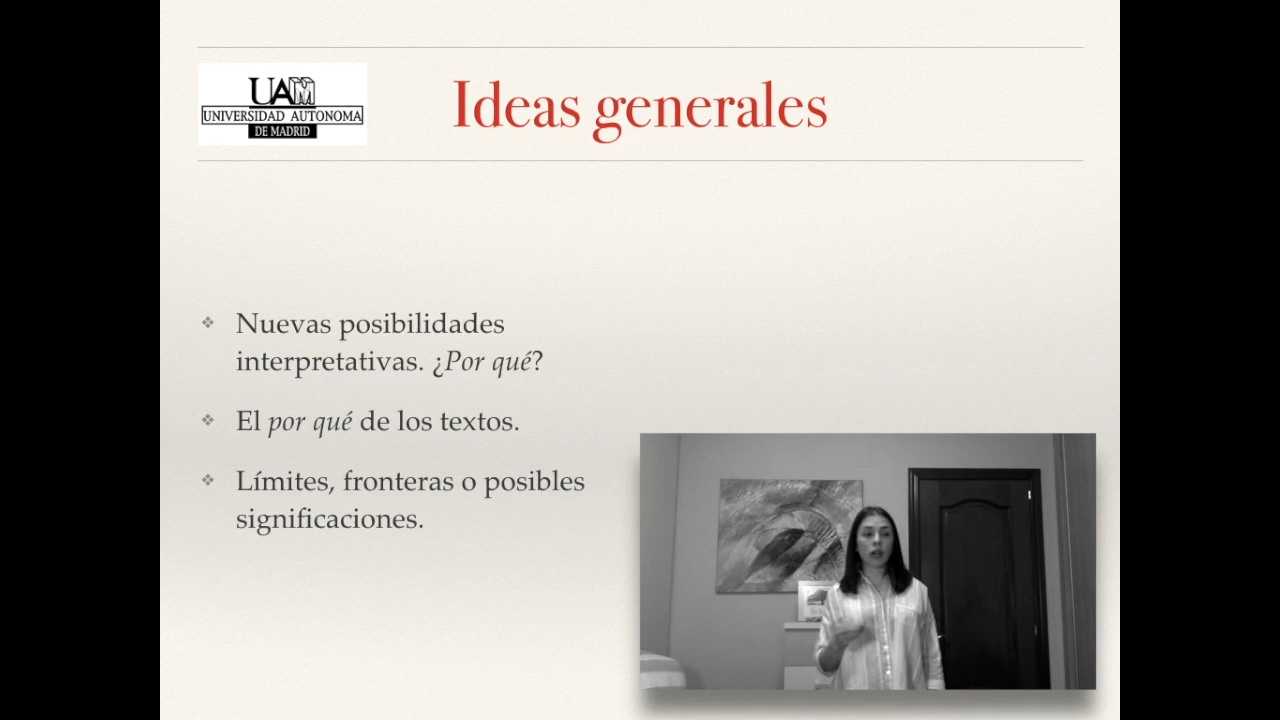 UAM
UNIVERSIDAD AUTONOMA
DE MADRID
Ideas generales
Nuevas posibilidades
interpretativas. ¿Por qué?
El por qué de los textos.
Límites, fronteras o posibles
significaciones.